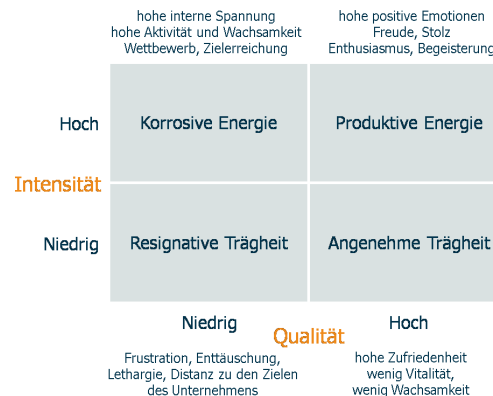 hohe interne Spannung
hohe Aktivität und Wachsamkeit
Wettbewerb, Zielerreichung
hohe positive Emotionen
Freude, Stolz
Enthusiasmus, Begeisterung
Hoch
Korrosive Energie
Produktive Energie
Intensität
Niedrig
Resignative Trägheit
Angenehme Trägheit
Niedrig
Hoch
Qualität
Frustration, Enttäuschung,
Lethargie, Distanz zu den Zielen
des Unternehmens
hohe Zufriedenheit
wenig Vitalität,
wenig Wachsamkeit